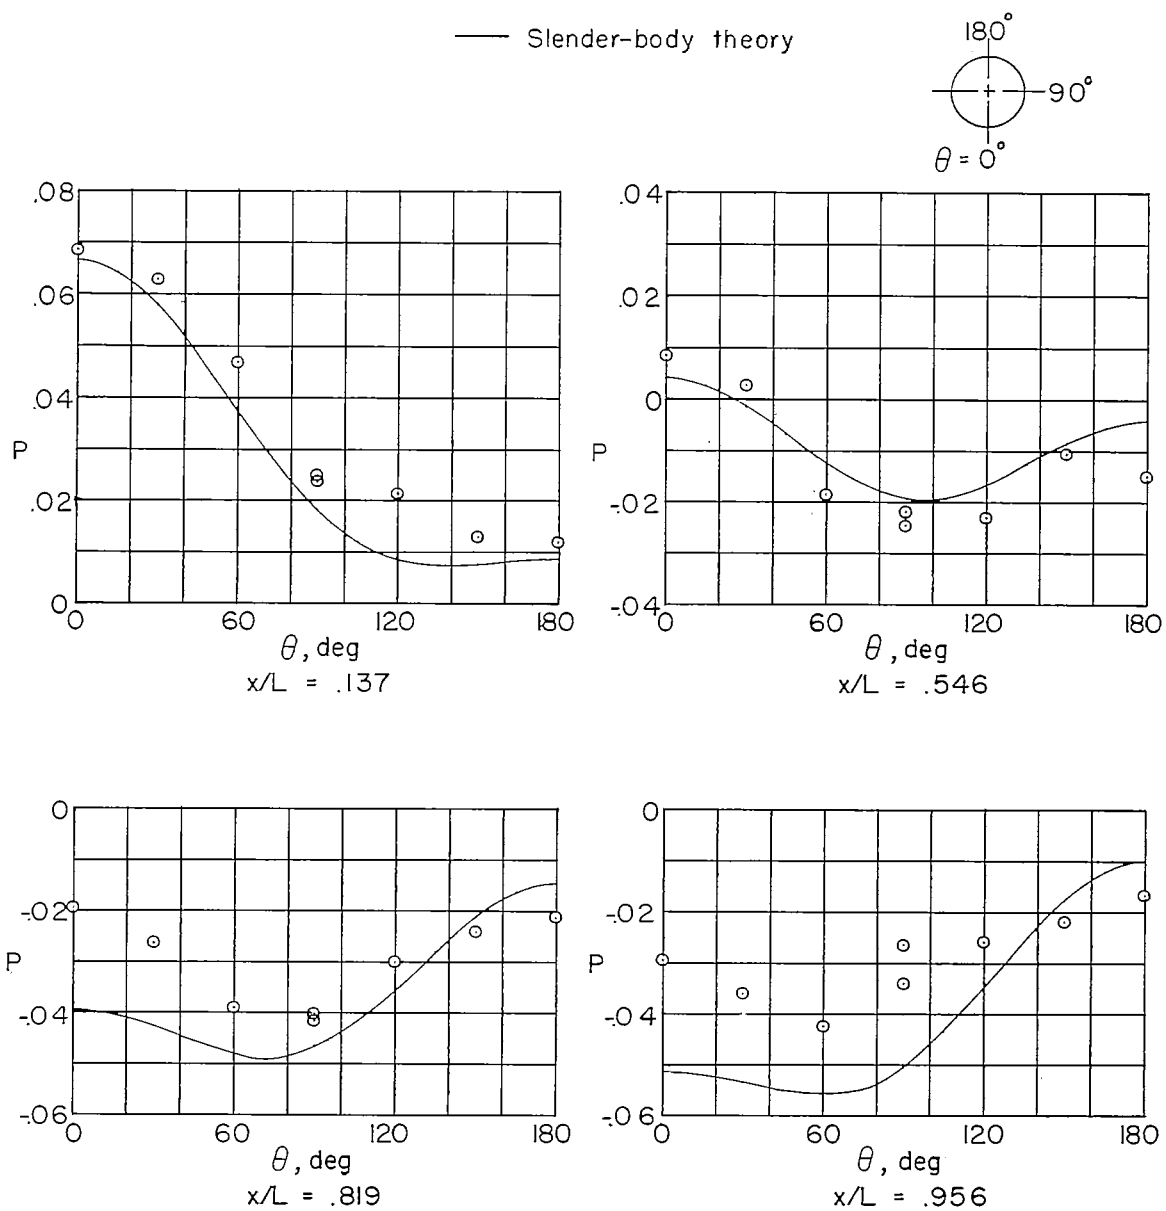 Slender-body theory
180°
90°
θ = 0°
.08
.06
.04
P
.02
0
0 60 120 180
θ, deg
x/L = .137
.04
.02
0
P
-.02
-.04
0 60 120 180
θ, deg
x/L = .546
0
-.02
P
-.04
-.06
0 60 120 180
θ, deg
x/L = .819
0
-.02
P
-.04
-.06
0 60 120 180
θ, deg
x/L = .956